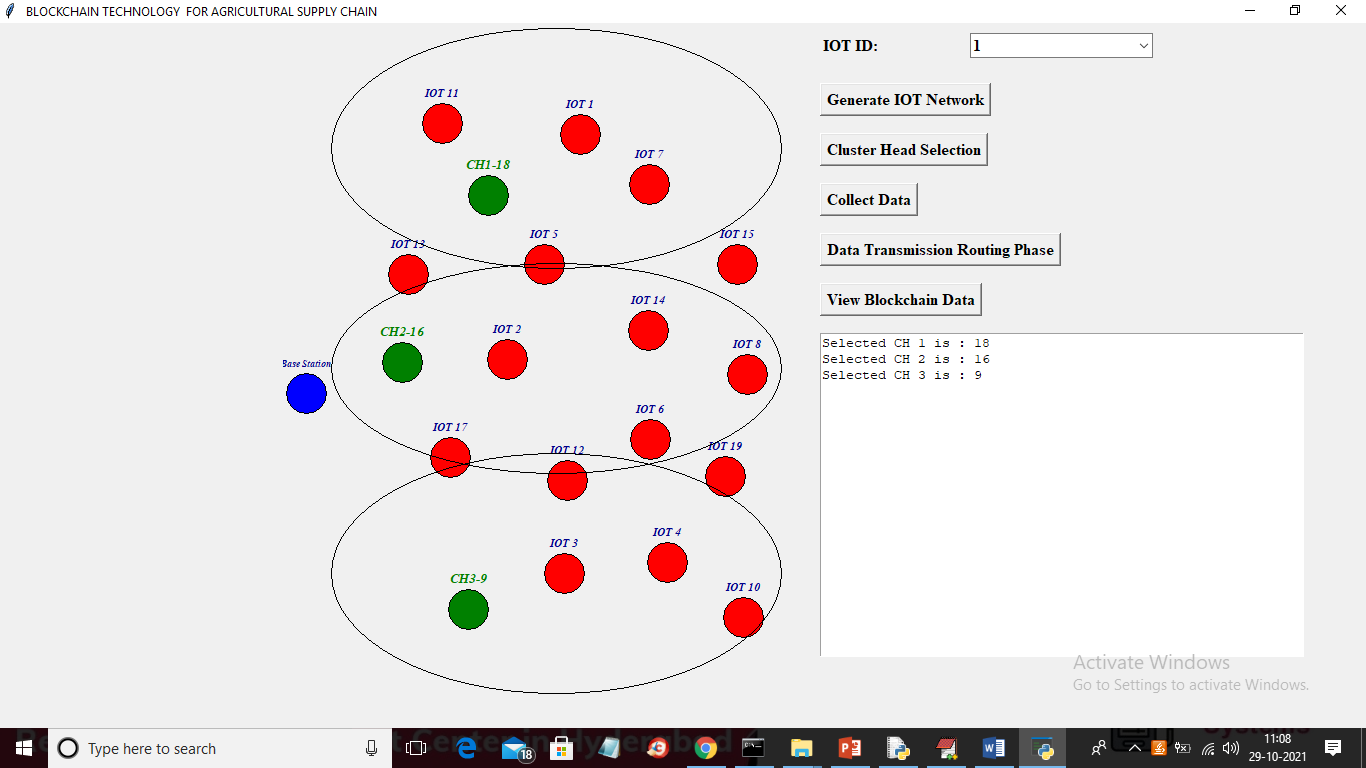 BLOCKCHAIN TECHNOLOGY FOR AGRICULTURAL SUPPLY CHAIN
IOT ID:
1
Generate IOT Network
Cluster Head Selection
Collect Data
Data Transmission Routing Phase
View Blockchain Data
Selected CH 1 is : 18
Selected CH 2 is : 16
Selected CH 3 is : 9
IOT 11
IOT 1
IOT 7
CH1-18
IOT 13
IOT 5
IOT 15
IOT 14
CH2-16
IOT 2
IOT 8
Base Station
IOT 6
IOT 17
IOT 12
IOT 19
IOT 3
IOT 4
CH3-9
IOT 10
Activate Windows
Go to Settings to activate Windows.
Type here to search
18
11:08
29-10-2021